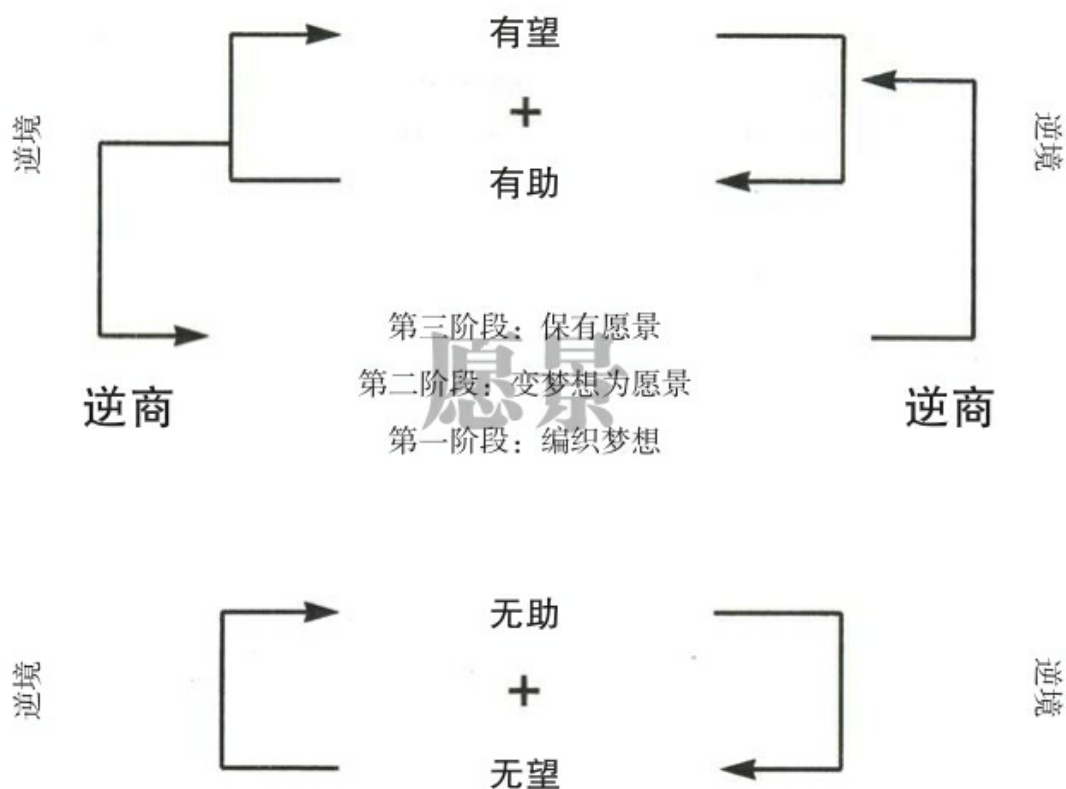 有望
+
逆境
逆境
有助
第三阶段：保有愿景
愿景
逆商
第二阶段：变梦想为愿景
逆商
第一阶段：编织梦想
无助
逆境
+
逆境
无望